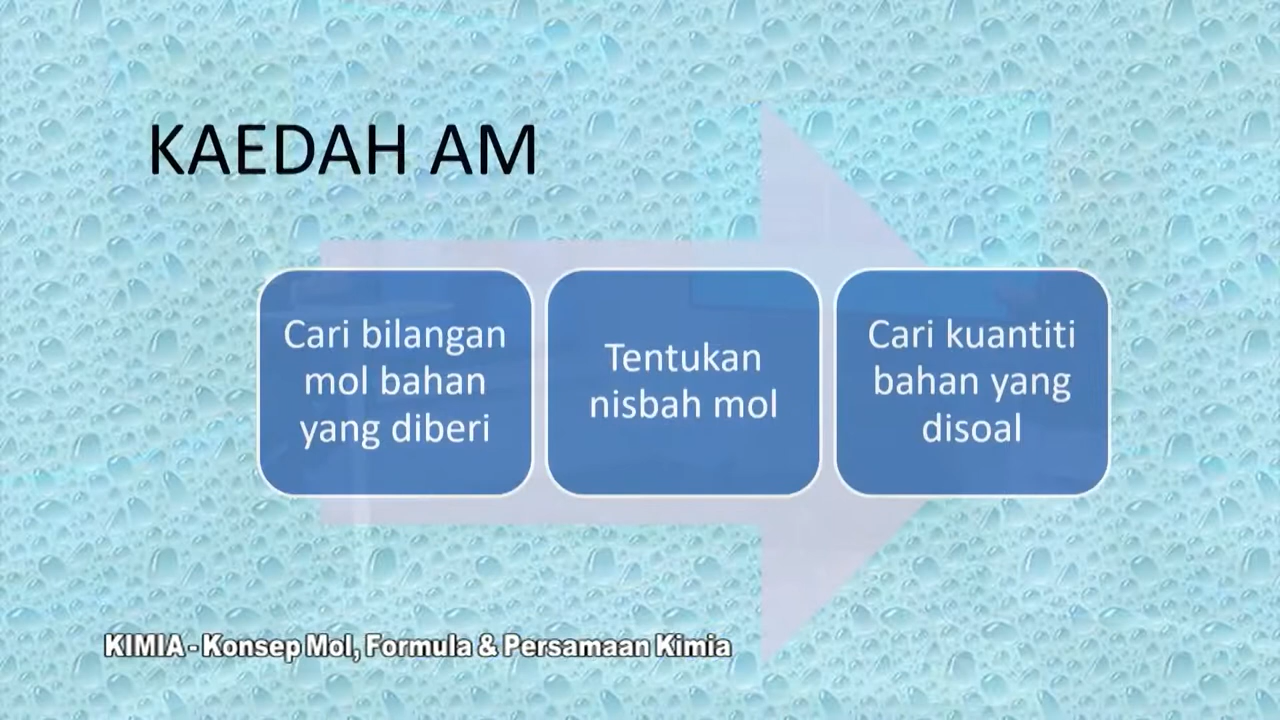 KAEDAH AM
Cari bilangan
mol bahan
yang diberi
Tentukan
nisbah mol
Cari kuantiti
bahan yang
disoal
KIMIA - Konsep Mol, Formula & Persamaan Kimia